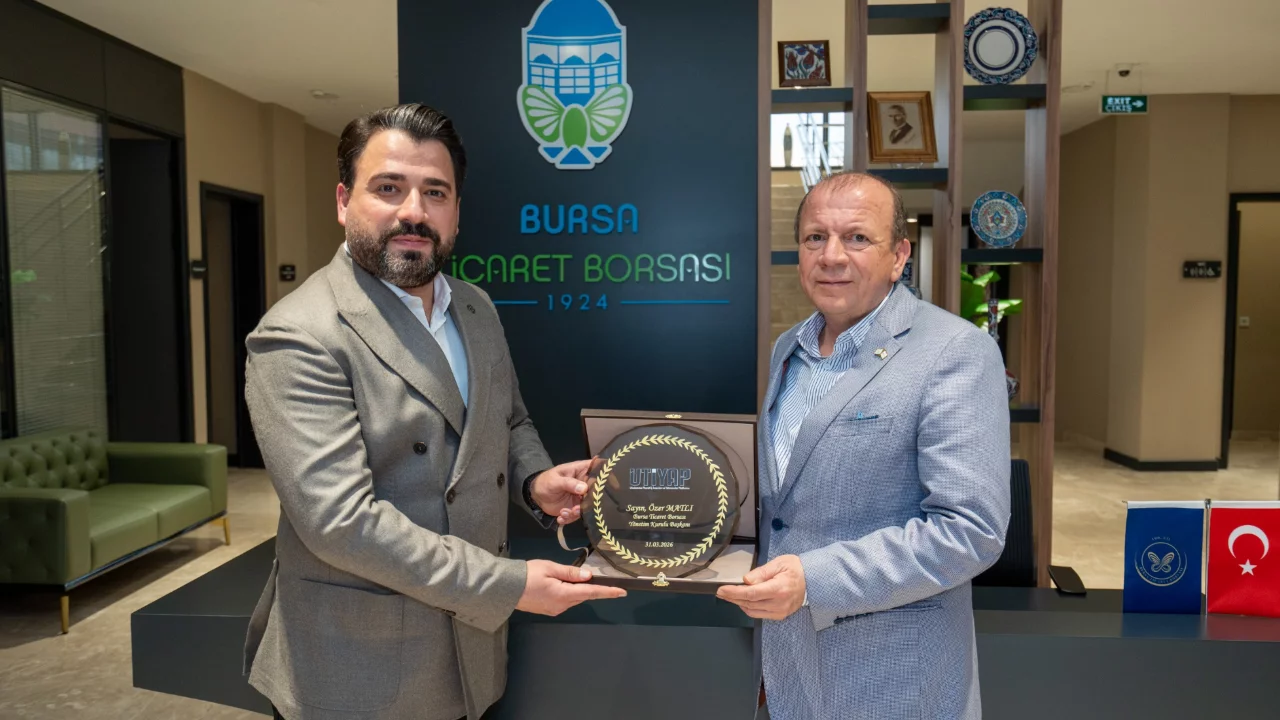 BURSA
TİCARET BORSASI
1924
EXIT
ÇIKIŞ
ÜTİYAP
Sayın, Özer MATLI
Bursa Ticaret Borsası
Yönetim Kurulu Başkanı
31.03.2026